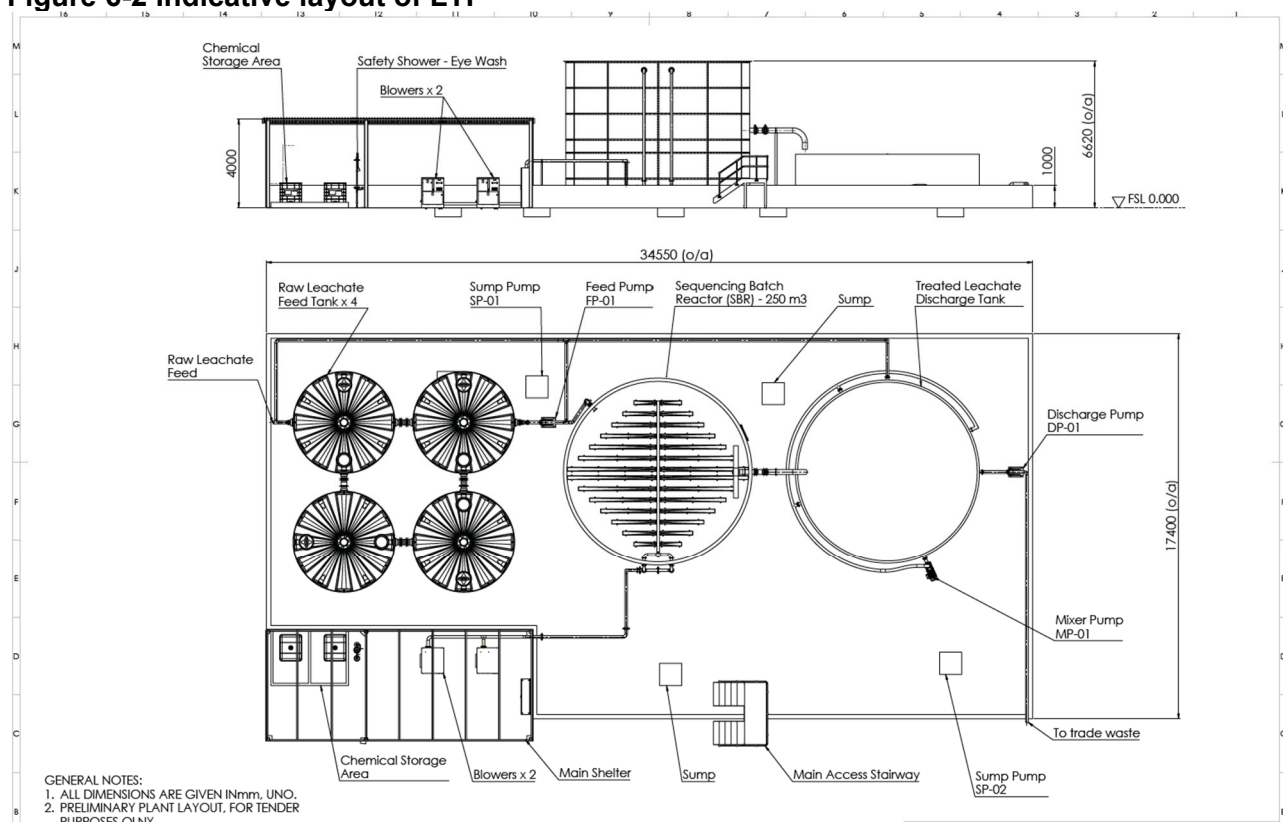 Figure 6-2 Indicative layout of ETP
16 15 14 13 12 11 10 9 8 7 6 5 4 3 2 1
M
L
K
J
H
G
F
E
D
C
B
Chemical
Storage Area
Safety Shower - Eye Wash
Blowers x 2
4000
1000
6620 (o/a)
FSL 0.000
34550 (o/a)
Raw Leachate
Feed Tank x 4
Sump Pump
SP-01
Feed Pump
FP-01
Sequencing Batch
Reactor (SBR) - 250 m3
Sump
Treated Leachate
Discharge Tank
Raw Leachate
Feed
Discharge Pump
DP-01
17400 (o/a)
Mixer Pump
MP-01
To trade waste
Chemical Storage
Area
Blowers x 2
Main Shelter
Sump
Main Access Stairway
Sump Pump
SP-02
GENERAL NOTES:
1. ALL DIMENSIONS ARE GIVEN INmm, UNO.
2. PRELIMINARY PLANT LAYOUT, FOR TENDER
PURPOSES OLNY